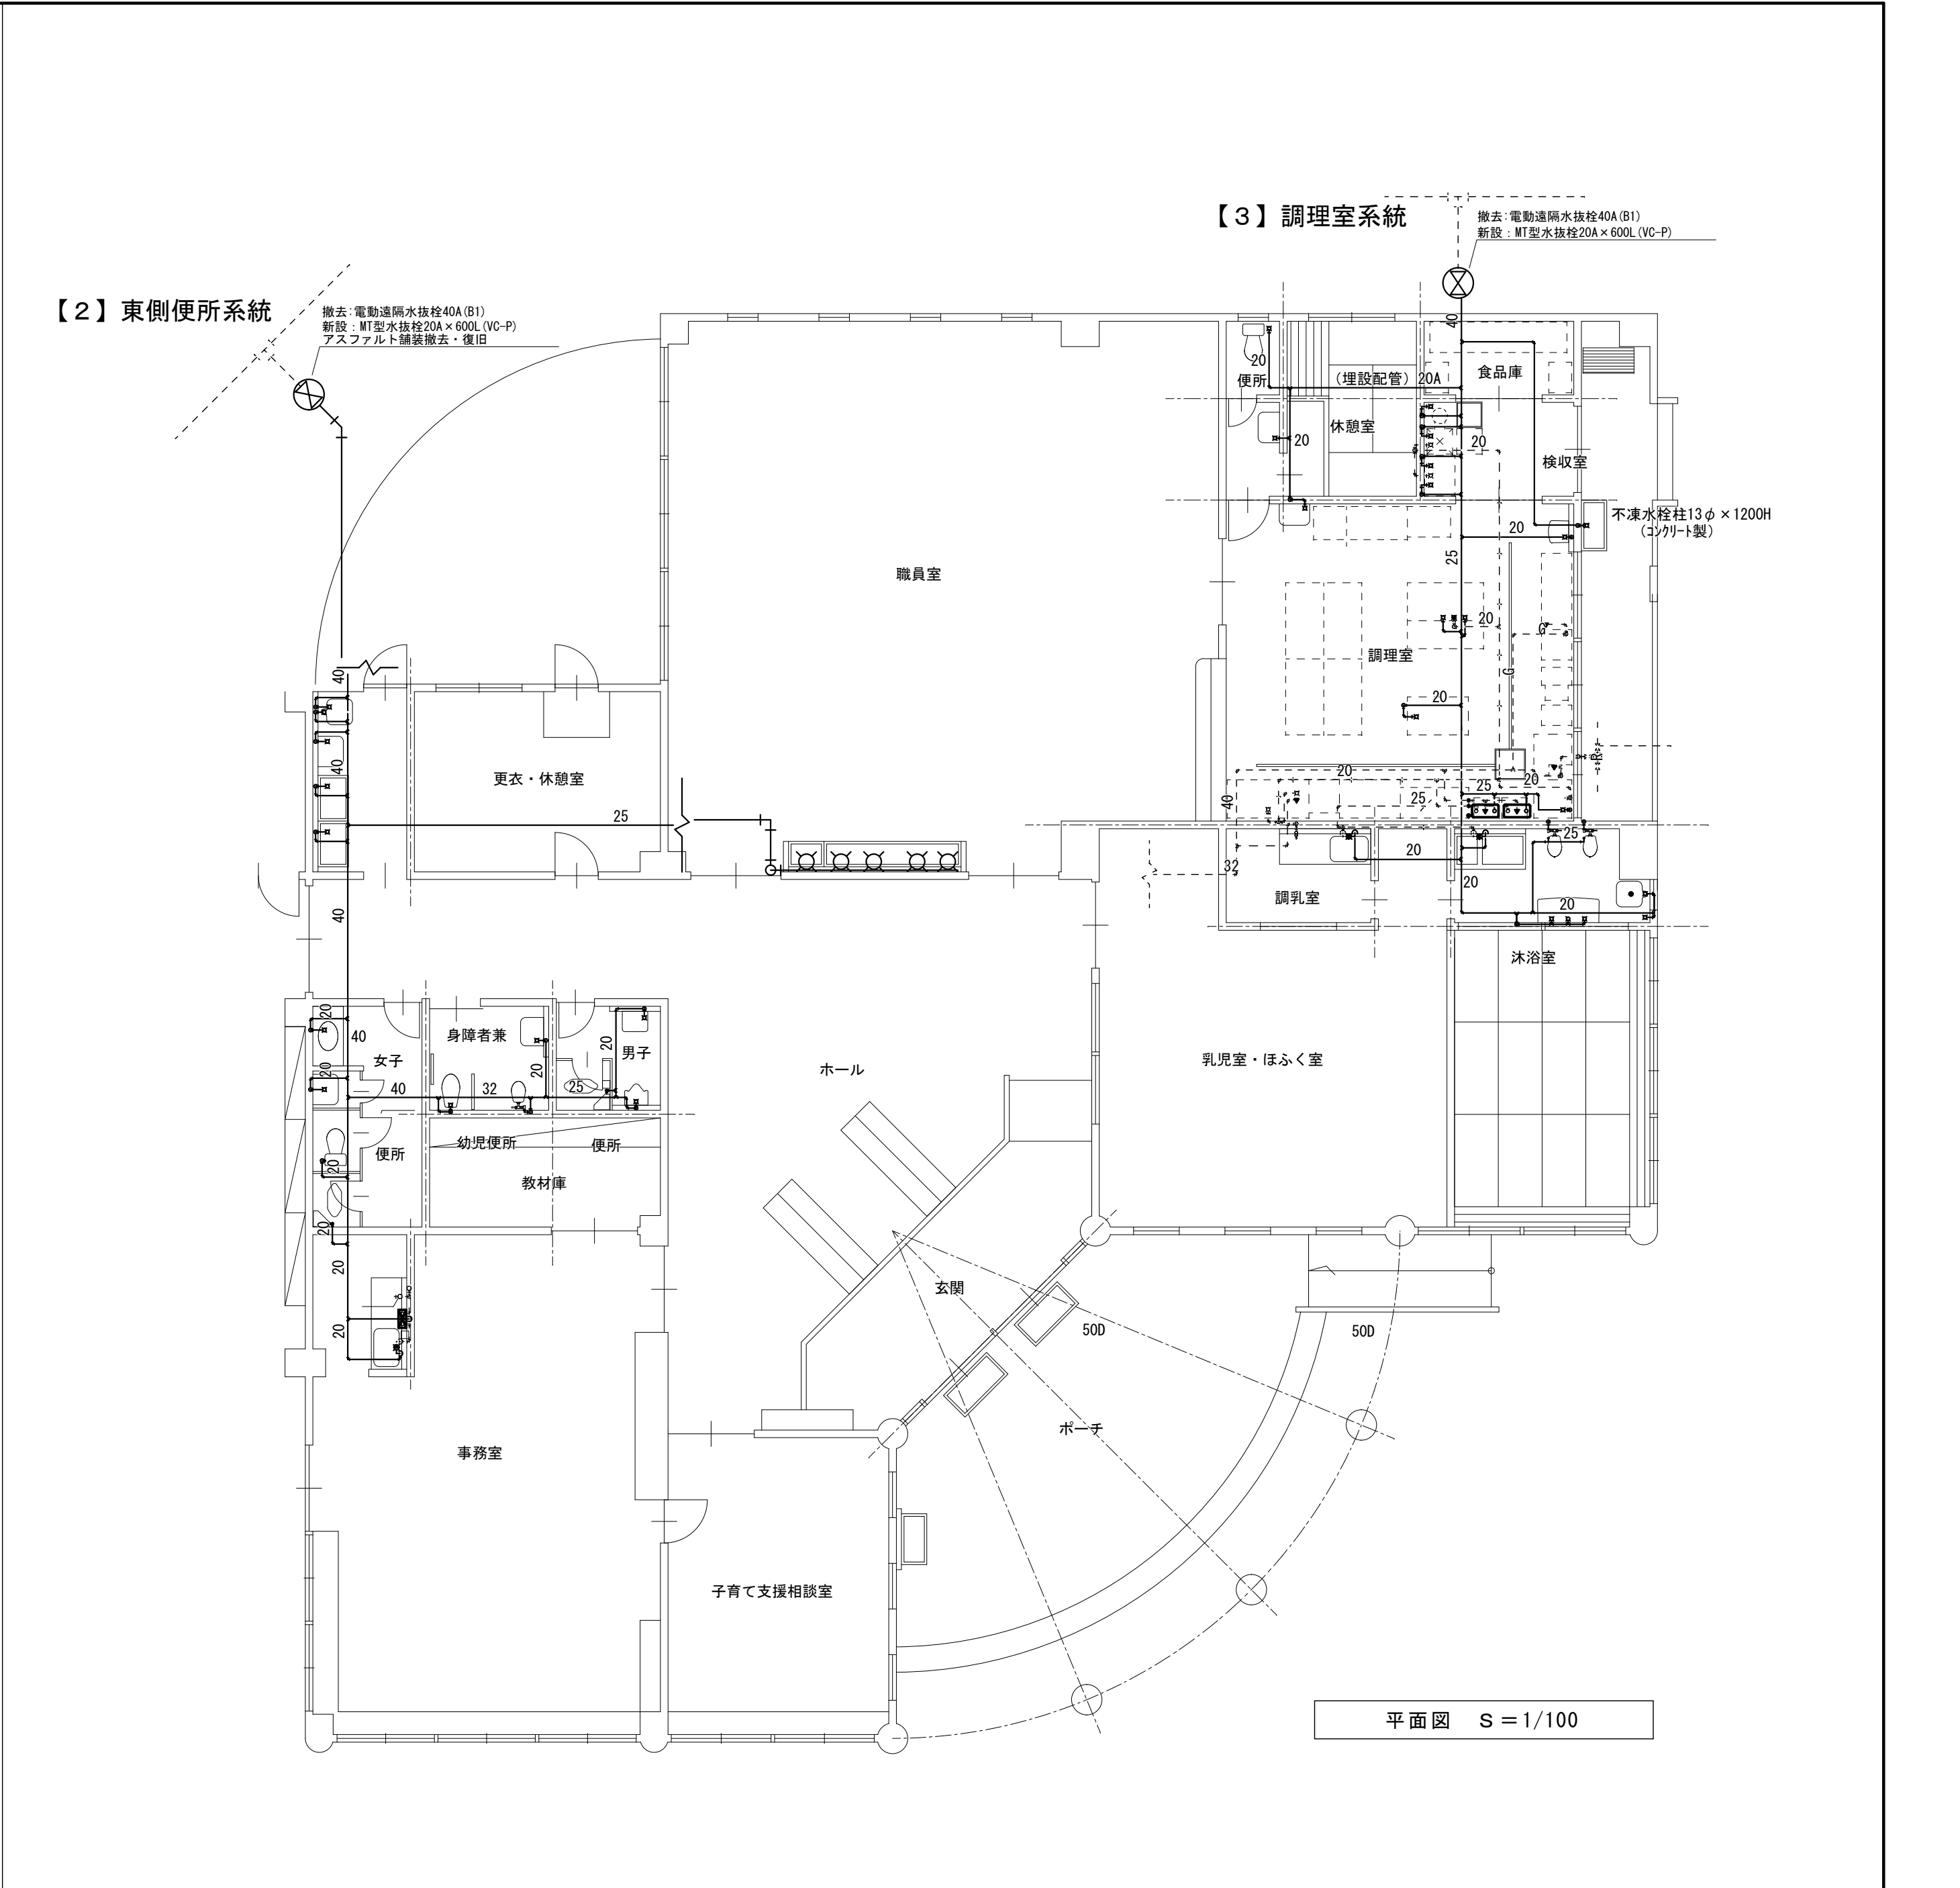 【３】調理室系統
撤去：電動遠隔水抜栓40A(B1)
新設：MT型水抜栓20A×600L(VC-P)
【２】東側便所系統
撤去：電動遠隔水抜栓40A(B1)
新設：MT型水抜栓20A×600L(VC-P)
アスファルト舗装撤去・復旧
40
20
便所
（埋設配管）20A
食品庫
休憩室
20
20
検収室
不凍水栓柱13φ×1200H
(コンクリート製)
20
25
職員室
20
G
調理室
G
40
20
40
更衣・休憩室
25
20
25
20
25
40
R
20
25
32
調乳室
20
20
40
沐浴室
20
40
女子
身障者兼
20
男子
20
ホール
乳児室・ほふく室
20
40
32
20
25
便所
幼児便所
便所
20
教材庫
20
20
玄関
50D
50D
20
ポーチ
事務室
子育て支援相談室
平面図　Ｓ＝1/100